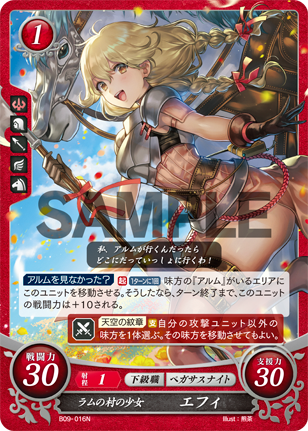 1
SAMPLE
私、アルムが行くんだったら
どこにだっていっしょに行くわ!
アルムを見なかった? 起 1ターンに1回 味方の『アルム』がいるエリアに
このユニットを移動させる。そうしたなら、ターン終了まで、このユニット
の戦闘力は+10される。
天空の紋章 支 自分の攻撃ユニット以外の
味方を1体選ぶ。その味方を移動させてもよい。
戦闘力
30
射程 1 下級職 ペガサスナイト
支援力
30
ラムの村の少女 エフィ
B09-016N
Illust:煎茶